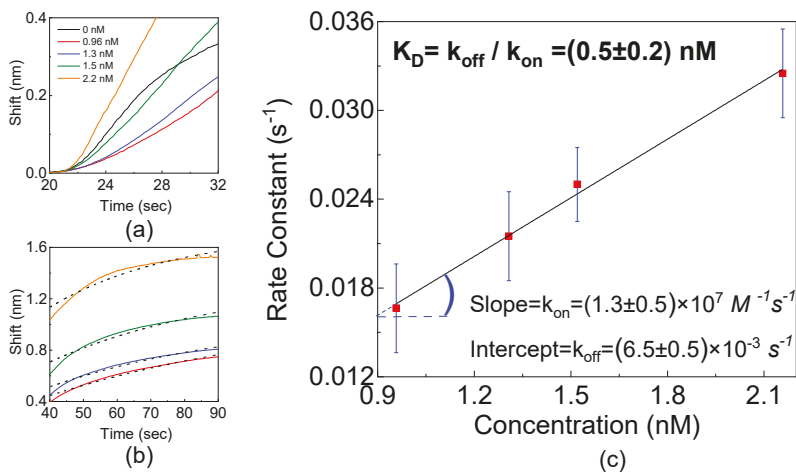 0.4
0.2
0.0
Shift (nm)
0 nM
0.96 nM
1.3 nM
1.5 nM
2.2 nM
20 24 28 32
Time (sec)
(a)
1.6
1.2
0.8
0.4
Shift (nm)
40 50 60 70 80 90
Time (sec)
(b)
0.036
0.030
0.024
0.018
0.012
Rate Constant (s⁻¹)
K_D= k_off / k_on =(0.5±0.2) nM
Slope=k_on=(1.3±0.5)×10⁷ M⁻¹s⁻¹
Intercept=k_off=(6.5±0.5)×10⁻³ s⁻¹
0.9 1.2 1.5 1.8 2.1
Concentration (nM)
(c)